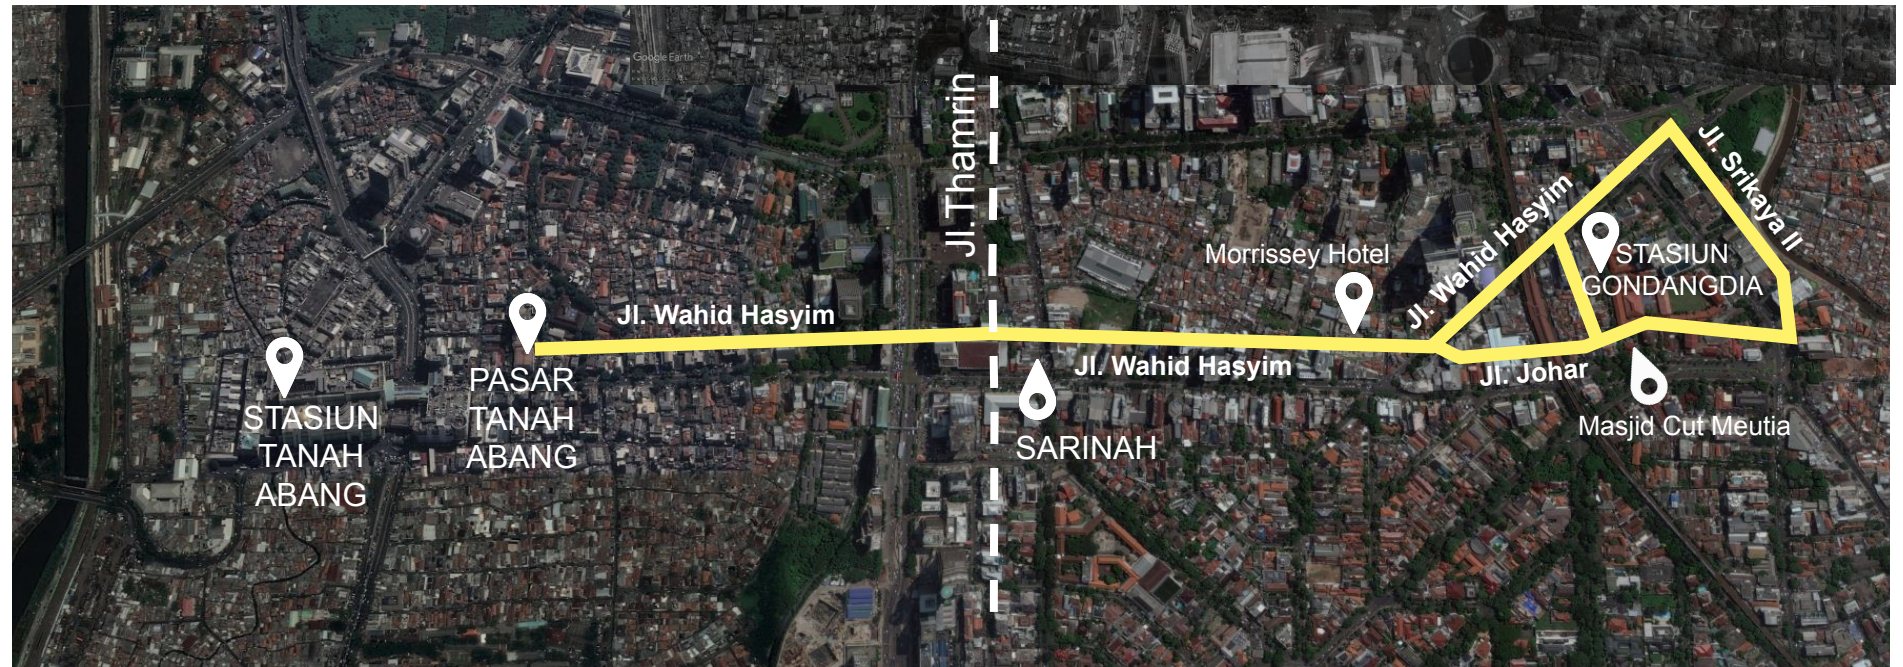 Google Earth
Jl.Thamrin
Jl. Srikaya II
Jl. Wahid Hasyim
Morrissey Hotel
STASIUN
GONDANGDIA
Jl. Wahid Hasyim
Jl. Wahid Hasyim
Jl. Johar
PASAR
TANAH
ABANG
STASIUN
TANAH
ABANG
SARINAH
Masjid Cut Meutia